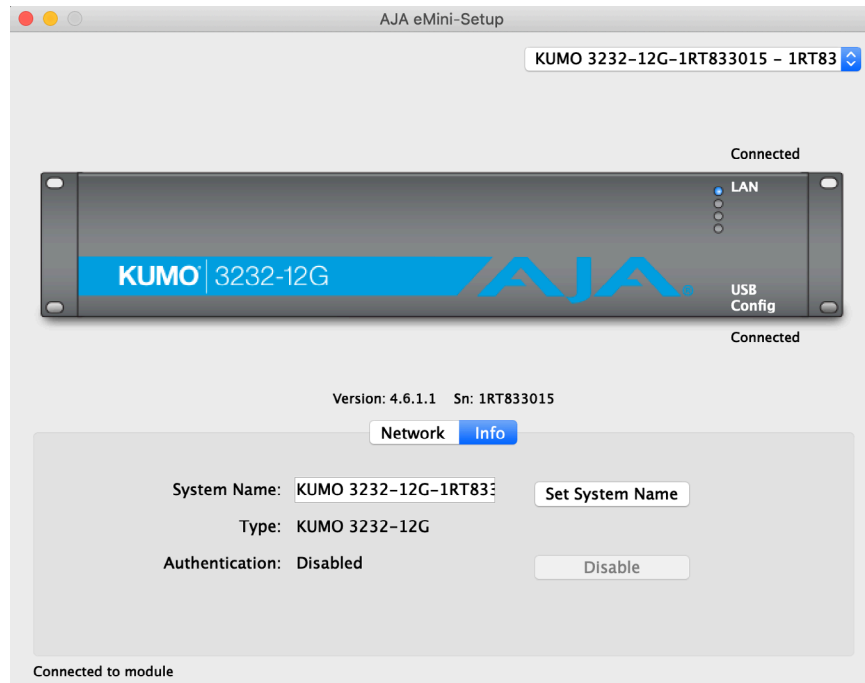 AJA eMini-Setup
KUMO 3232-12G-1RT833015 - 1RT83
Connected
LAN
KUMO 3232-12G
AJA
USB
Config
Connected
Version: 4.6.1.1 Sn: 1RT833015
Network Info
System Name: KUMO 3232-12G-1RT833 Set System Name
Type: KUMO 3232-12G
Authentication: Disabled Disable
Connected to module